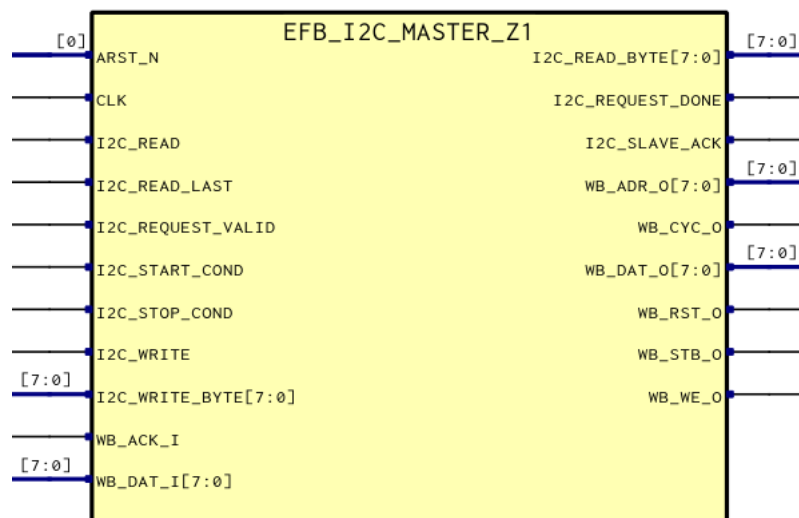 EFB_I2C_MASTER_Z1
[0]
ARST_N
CLK
I2C_READ
I2C_READ_LAST
I2C_REQUEST_VALID
I2C_START_COND
I2C_STOP_COND
I2C_WRITE
[7:0]
I2C_WRITE_BYTE[7:0]
WB_ACK_I
[7:0]
WB_DAT_I[7:0]
[7:0]
I2C_READ_BYTE[7:0]
I2C_REQUEST_DONE
I2C_SLAVE_ACK
[7:0]
WB_ADR_O[7:0]
WB_CYC_O
[7:0]
WB_DAT_O[7:0]
WB_RST_O
WB_STB_O
WB_WE_O